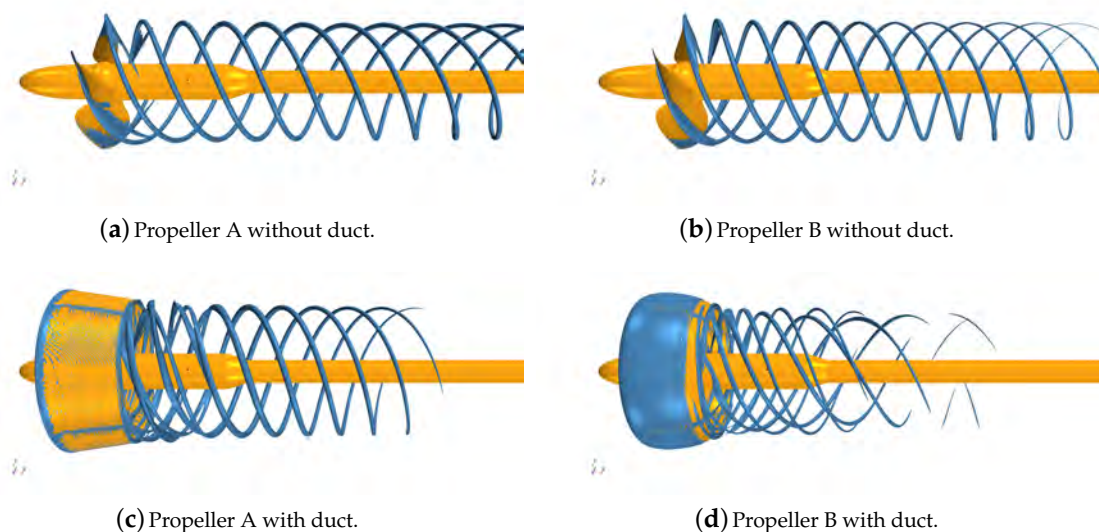 (a) Propeller A without duct.
(b) Propeller B without duct.
(c) Propeller A with duct.
(d) Propeller B with duct.